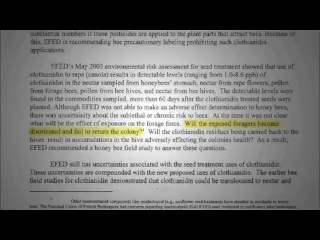 substantial numbers if these pesticides are applied to the plant parts that attract bees. Because of
this, EFED is recommending bee precautionary labeling prohibiting such clothianidin
applications.
EFED's May 2003 environmental risk assessment for seed treatment showed that use of
clothianidin to rape (canola) results in detectable levels (ranging from 1.0-8.6 ppb) of
clothianidin in the nectar sampled from honeybees' stomach, nectar from rape flowers, pollen
from forage bees, pollen from bee hives, and nectar from bee hives. The detectable levels were
found in the commodities sampled, more than 60 days after the clothianidin treated seeds were
planted. Although EFED was not able to make an adverse effect determination to honey bees,
there was uncertainty about the sublethal or chronic risk to bees. At the time it was not clear
what will be the effect of exposure on the forage force. Will the exposed foragers become
disoriented and fail to return the colony? Will the clothianidin residues being carried back to the
hives result in accumulations in the hive adversely effecting the colonies health? As a result,
EFED recommended a honey bee field study to answer these questions.
EFED still has uncertainties associated with the seed treatment uses of clothianidin.
These uncertainties are compounded with the new proposed uses of clothianidin. The earlier bee
field studies for clothianidin demonstrated that clothianidin could be translocated to nectar and